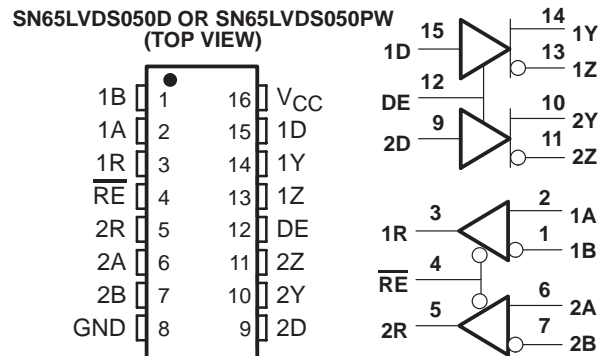 SN65LVDS050D OR SN65LVDS050PW
(TOP VIEW)
1B 1 16 VCC
1A 2 15 1D
1R 3 14 1Y
RE 4 13 1Z
2R 5 12 DE
2A 6 11 2Z
2B 7 10 2Y
GND 8 9 2D
14 1Y
1D 15
13 1Z
DE 12
10 2Y
2D 9
11 2Z
2 1A
1R 3
1 1B
RE 4
6 2A
2R 5
7 2B